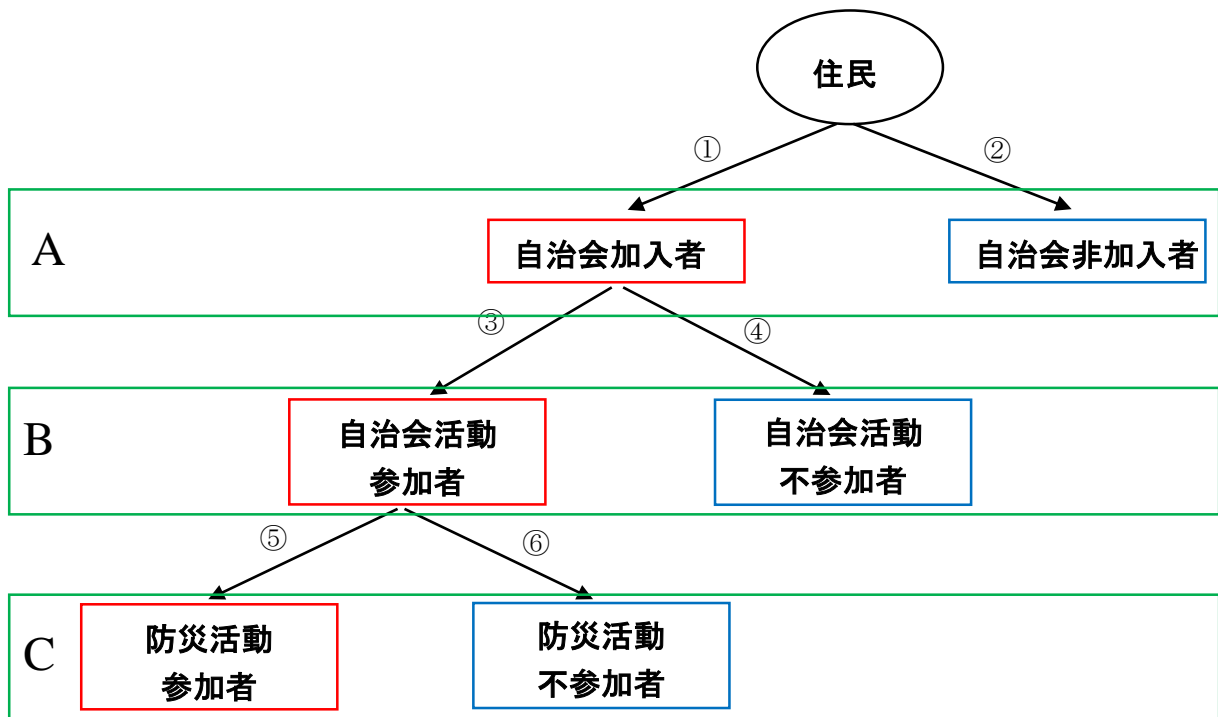 住民
①
②
A
自治会加入者
自治会非加入者
③
④
B
自治会活動
参加者
自治会活動
不参加者
⑤
⑥
C
防災活動
参加者
防災活動
不参加者